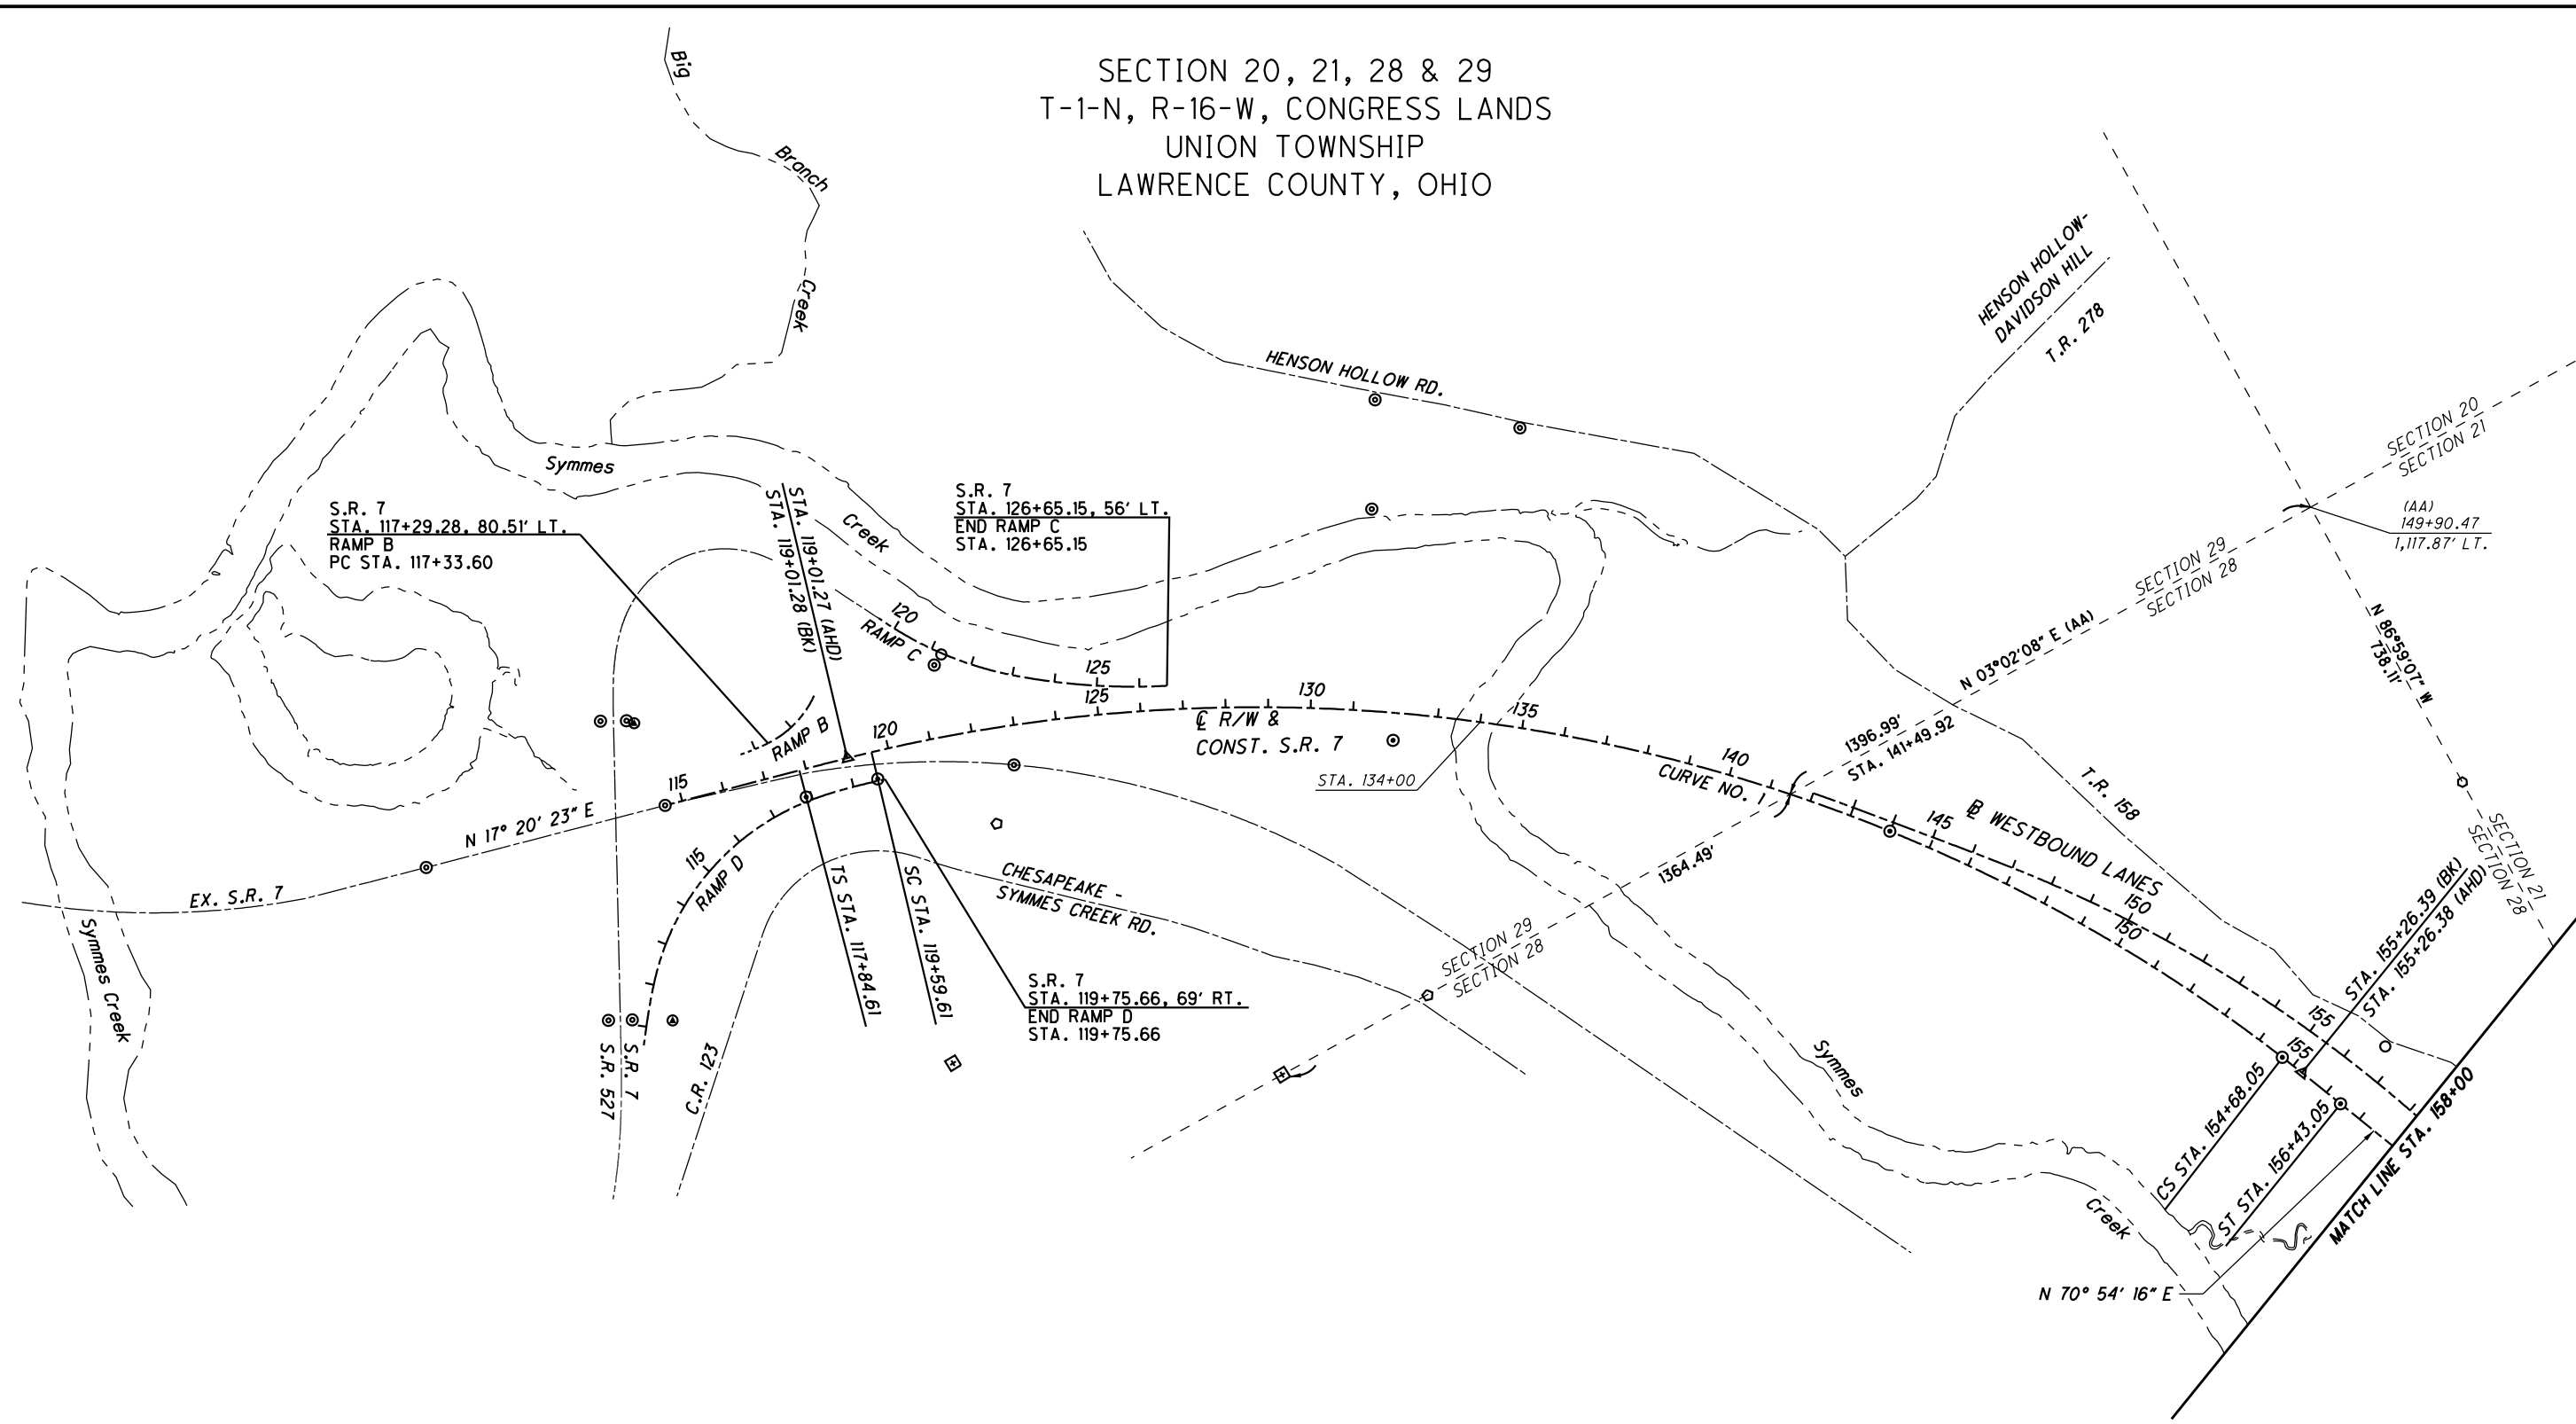 SECTION 20, 21, 28 & 29
T-1-N, R-16-W, CONGRESS LANDS
UNION TOWNSHIP
LAWRENCE COUNTY, OHIO
Big
Branch
Creek
HENSON HOLLOW-
DAVIDSON HILL
T.R. 278
HENSON HOLLOW RD.
SECTION 20
SECTION 21
Symmes
Creek
S.R. 7
STA. 117+29.28, 80.51' LT.
RAMP B
PC STA. 117+33.60
STA. 119+01.27 (AHD)
STA. 119+01.28 (BK)
S.R. 7
STA. 126+65.15, 56' LT.
END RAMP C
STA. 126+65.15
(AA)
149+90.47
1,117.87' LT.
SECTION 29
SECTION 28
N 86°59'07" W
738.11'
N 03°02'08" E (AA)
120
RAMP C
125
125
130
135
140
145
150
150
155
155
℄ R/W &
CONST. S.R. 7
STA. 134+00
CURVE NO. 1
1396.99'
STA. 141+49.92
T.R. 158
℄ WESTBOUND LANES
RAMP B
120
115
N 17° 20' 23" E
EX. S.R. 7
115
RAMP D
TS STA. 117+84.61
SC STA. 119+59.61
CHESAPEAKE -
SYMMES CREEK RD.
1364.49'
SECTION 29
SECTION 28
SECTION 21
SECTION 28
STA. 155+26.39 (BK)
STA. 155+26.38 (AHD)
Symmes Creek
S.R. 7
STA. 119+75.66, 69' RT.
END RAMP D
STA. 119+75.66
S.R. 527
S.R. 7
C.R. 123
Symmes
Creek
CS STA. 154+68.05
ST STA. 156+43.05
MATCH LINE STA. 158+00
N 70° 54' 16" E